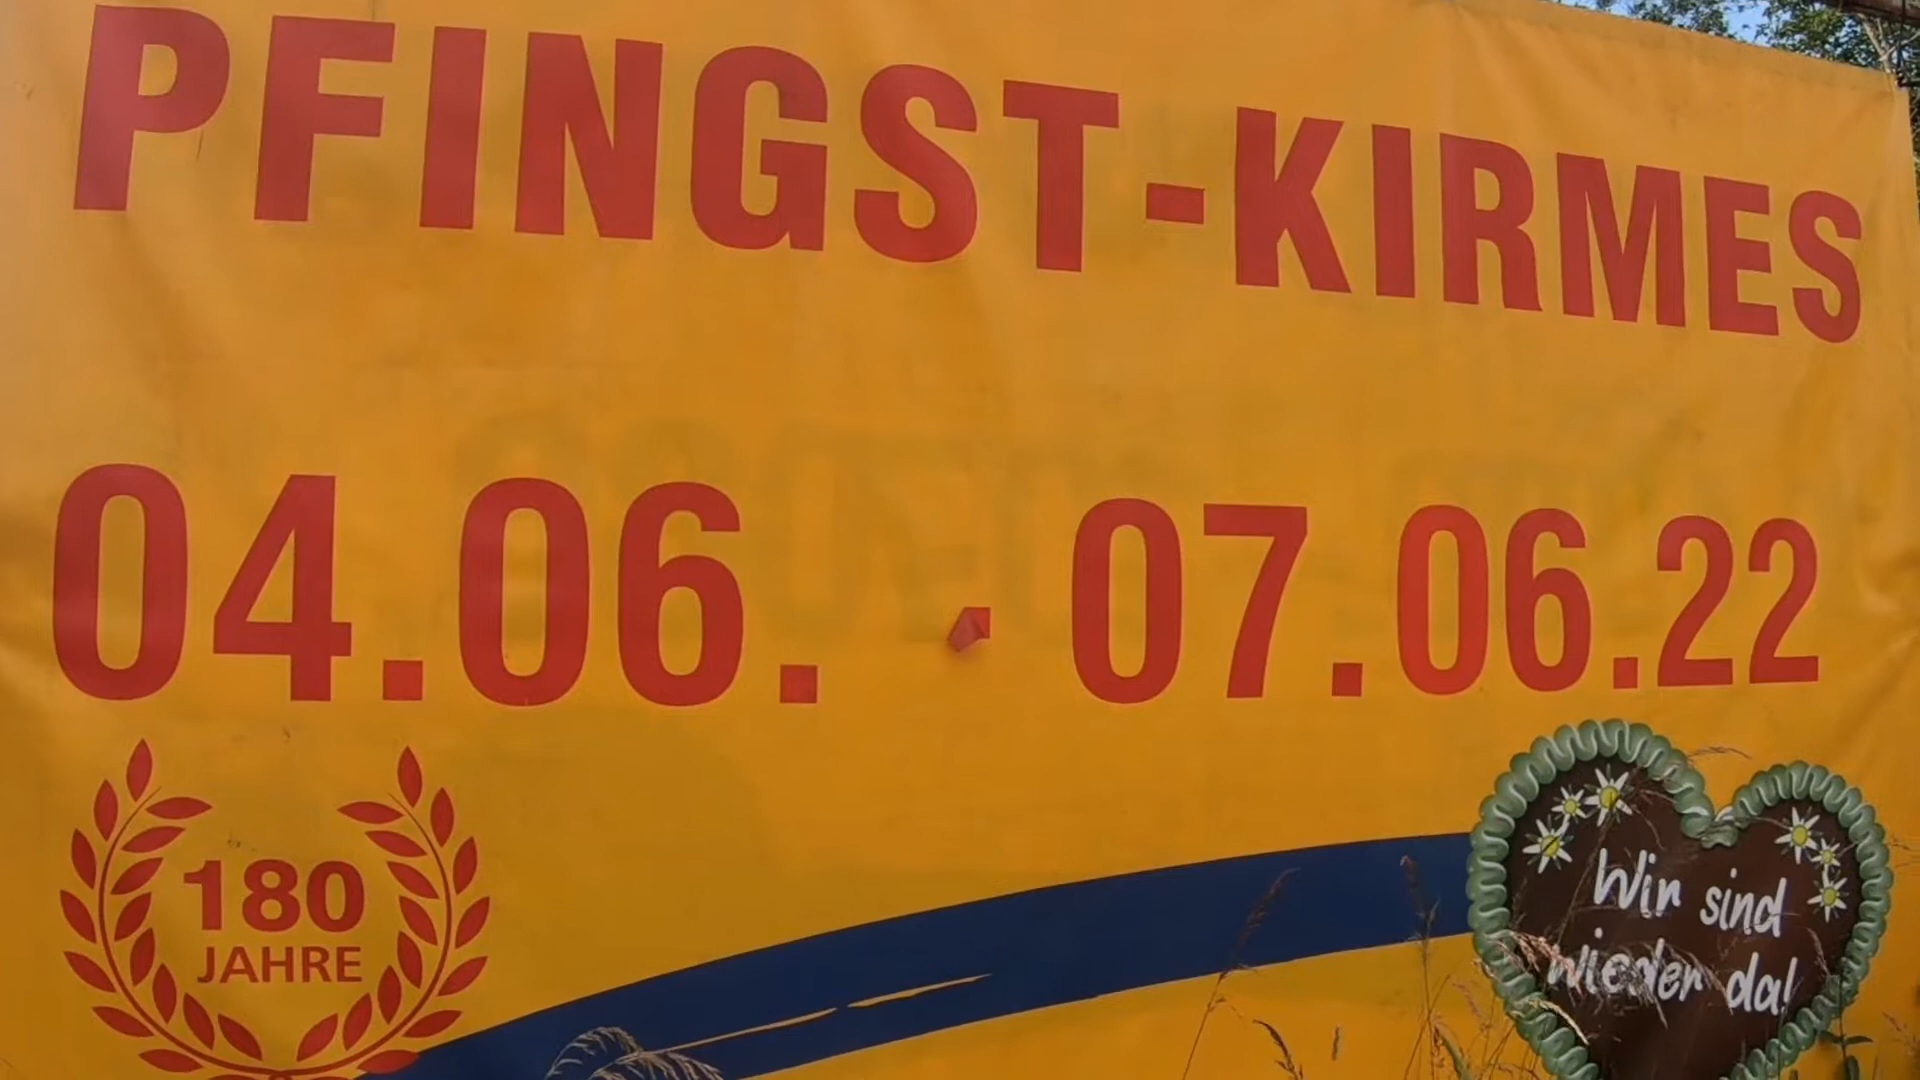 PFINGST-KIRMES
04.06. - 07.06.22
180
JAHRE
Wir sind
wieder da!